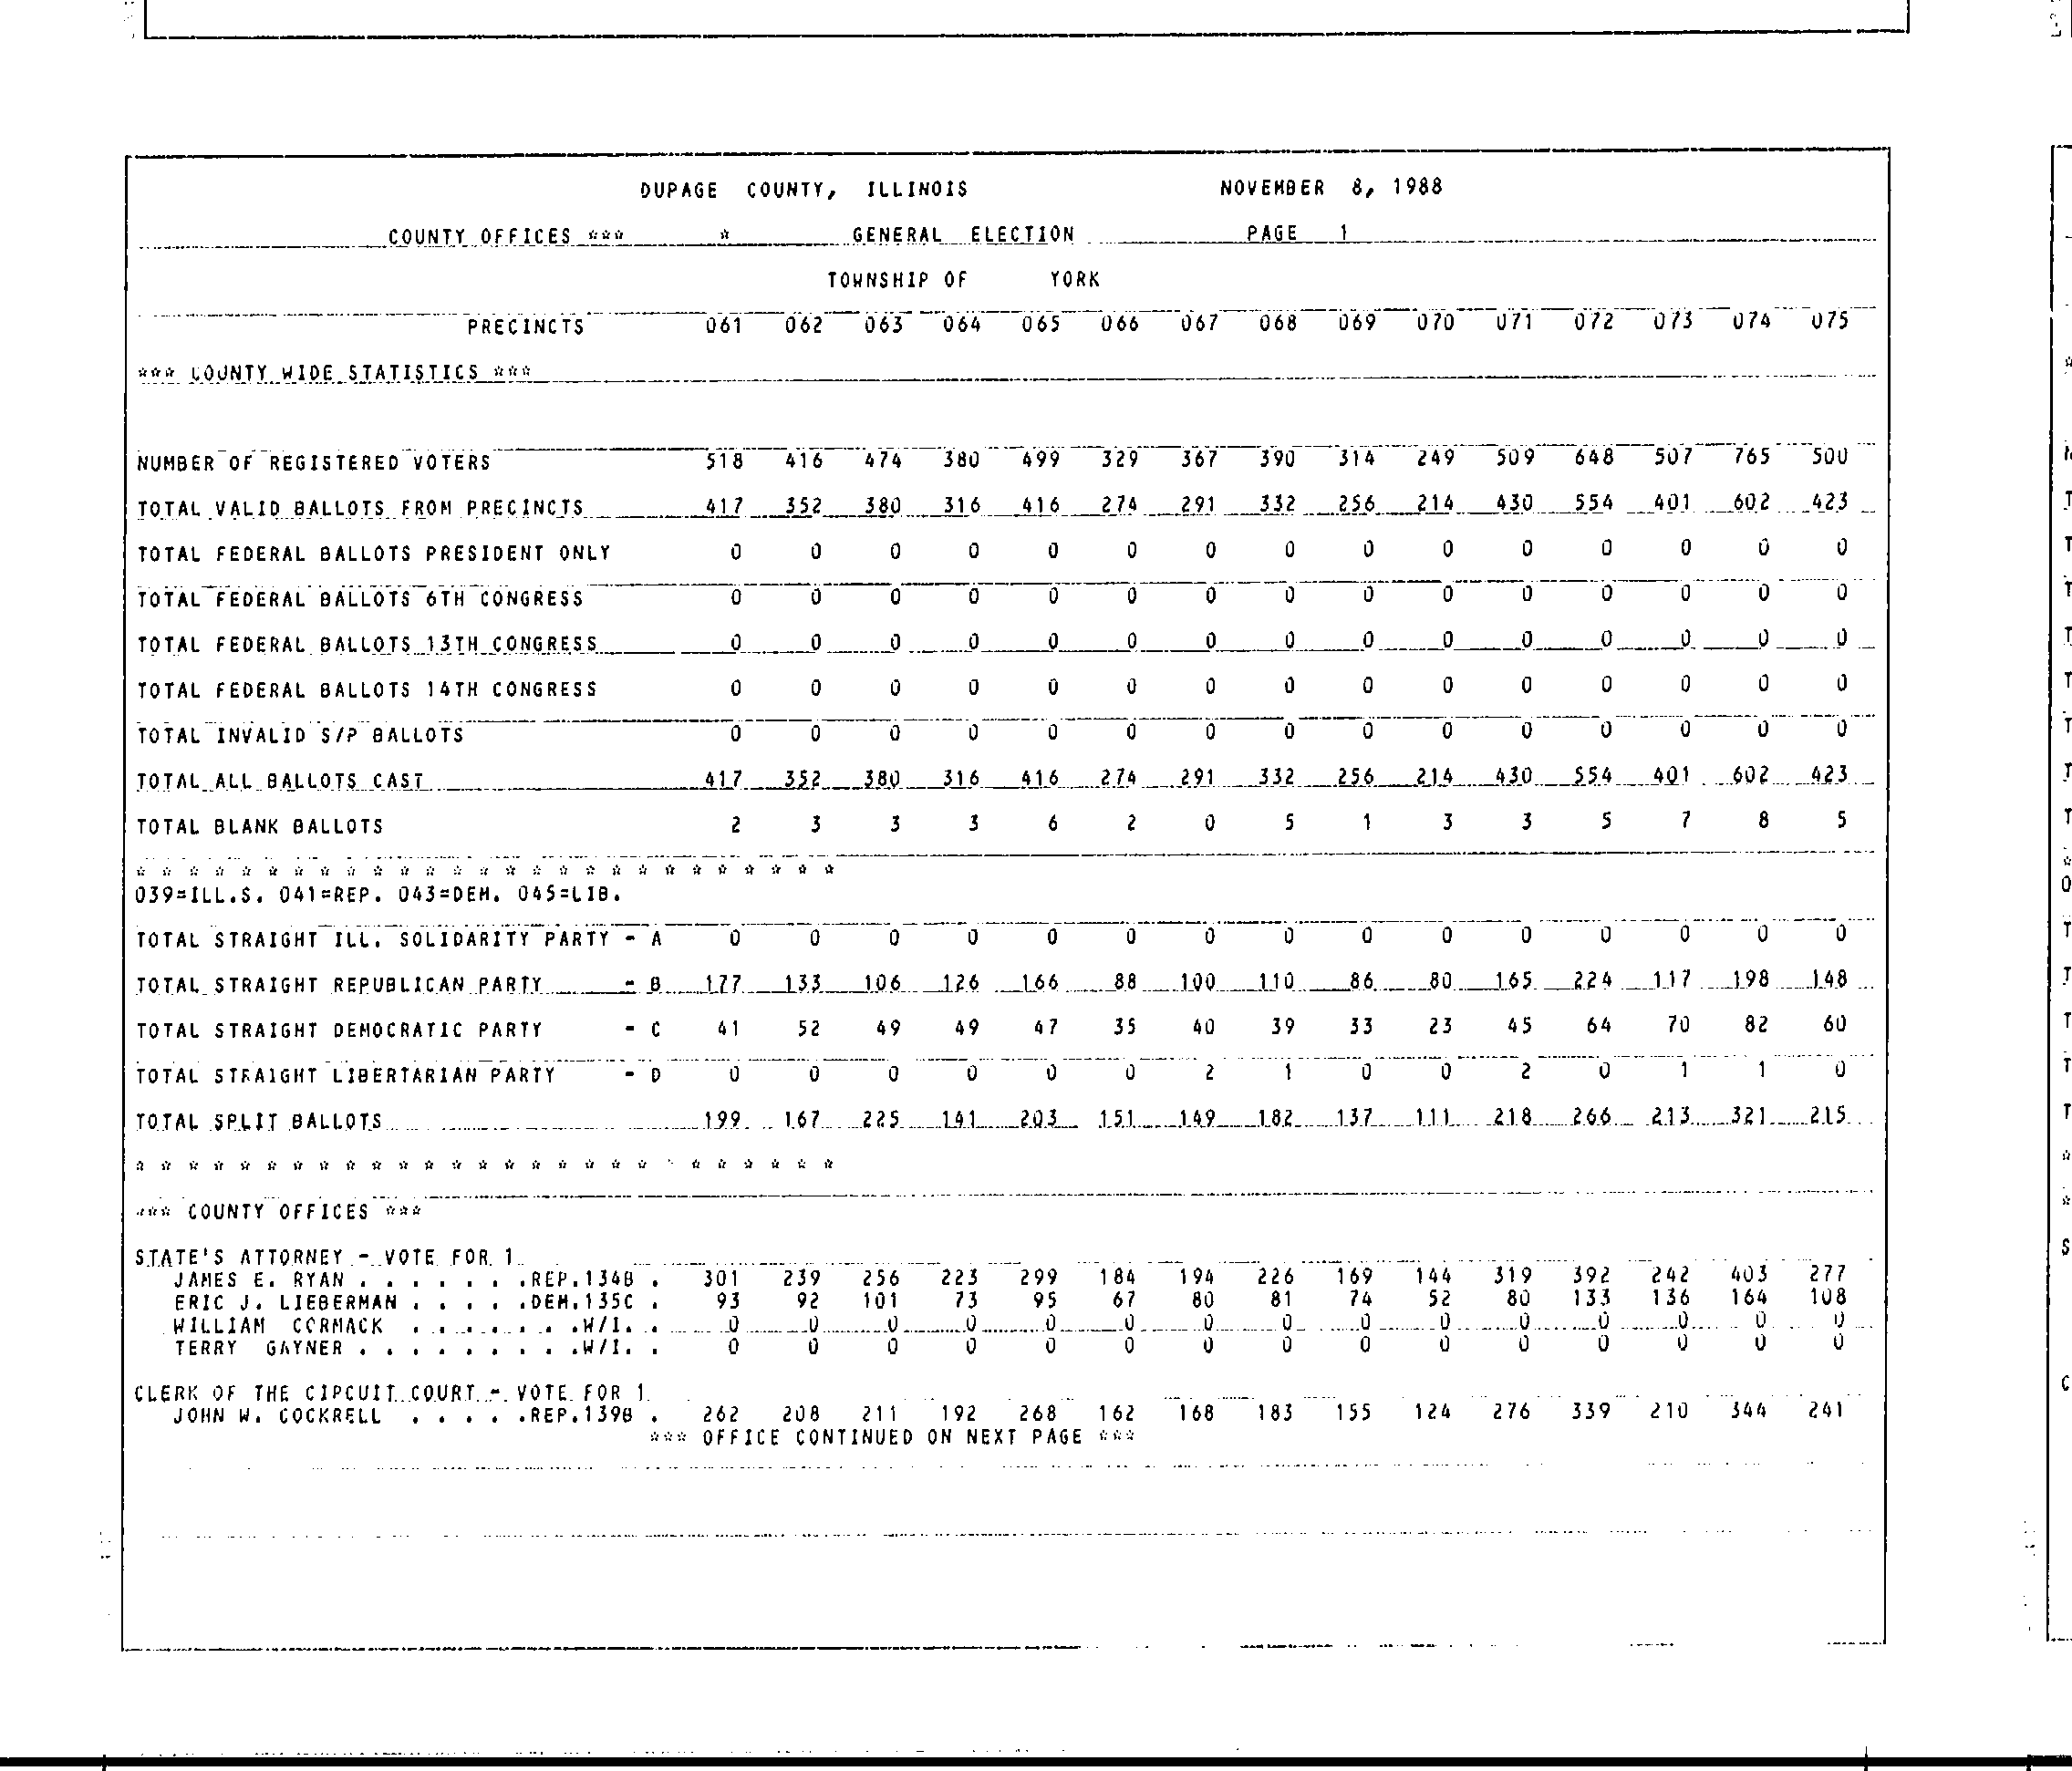 DUPAGE COUNTY, ILLINOIS NOVEMBER 8, 1988
COUNTY OFFICES *** * GENERAL ELECTION PAGE 1
TOWNSHIP OF YORK
PRECINCTS 061 062 063 064 065 066 067 068 069 070 071 072 073 074 075
*** COUNTY WIDE STATISTICS ***
NUMBER OF REGISTERED VOTERS 518 416 474 380 499 329 367 390 314 249 509 648 507 765 500
TOTAL VALID BALLOTS FROM PRECINCTS 417 352 380 316 416 274 291 332 256 214 430 554 401 602 423
TOTAL FEDERAL BALLOTS PRESIDENT ONLY 0 0 0 0 0 0 0 0 0 0 0 0 0 0 0
TOTAL FEDERAL BALLOTS 6TH CONGRESS 0 0 0 0 0 0 0 0 0 0 0 0 0 0 0
TOTAL FEDERAL BALLOTS 13TH CONGRESS 0 0 0 0 0 0 0 0 0 0 0 0 0 0 0
TOTAL FEDERAL BALLOTS 14TH CONGRESS 0 0 0 0 0 0 0 0 0 0 0 0 0 0 0
TOTAL INVALID S/P BALLOTS 0 0 0 0 0 0 0 0 0 0 0 0 0 0 0
TOTAL ALL BALLOTS CAST 417 352 380 316 416 274 291 332 256 214 430 554 401 602 423
TOTAL BLANK BALLOTS 2 3 3 3 6 2 0 5 1 3 3 5 7 8 5
* * * * * * * * * * * * * * * * * * * * * * * * * * *
039=ILL.S. 041=REP. 043=DEM. 045=LIB.
TOTAL STRAIGHT ILL. SOLIDARITY PARTY - A 0 0 0 0 0 0 0 0 0 0 0 0 0 0 0
TOTAL STRAIGHT REPUBLICAN PARTY - B 177 133 106 126 166 88 100 110 86 80 165 224 117 198 148
TOTAL STRAIGHT DEMOCRATIC PARTY - C 41 52 49 49 47 35 40 39 33 23 45 64 70 82 60
TOTAL STRAIGHT LIBERTARIAN PARTY - D 0 0 0 0 0 0 2 1 0 0 2 0 1 1 0
TOTAL SPLIT BALLOTS 199 167 225 141 203 151 149 182 137 111 218 266 213 321 215
* * * * * * * * * * * * * * * * * * * * * * * * * *
*** COUNTY OFFICES ***
STATE'S ATTORNEY - VOTE FOR 1
JAMES E. RYAN . . . . . . .REP.134B . 301 239 256 223 299 184 194 226 169 144 319 392 242 403 277
ERIC J. LIEBERMAN . . . . .DEM.135C . 93 92 101 73 95 67 80 81 74 52 80 133 136 164 108
WILLIAM CORMACK . . . . . . .W/I. . 0 0 0 0 0 0 0 0 0 0 0 0 0 0 0
TERRY GAYNER . . . . . . . . .W/I. . 0 0 0 0 0 0 0 0 0 0 0 0 0 0 0
CLERK OF THE CIPCUIT COURT - VOTE FOR 1
JOHN W. COCKRELL . . . . .REP.139B . 262 208 211 192 268 162 168 183 155 124 276 339 210 344 241
*** OFFICE CONTINUED ON NEXT PAGE ***